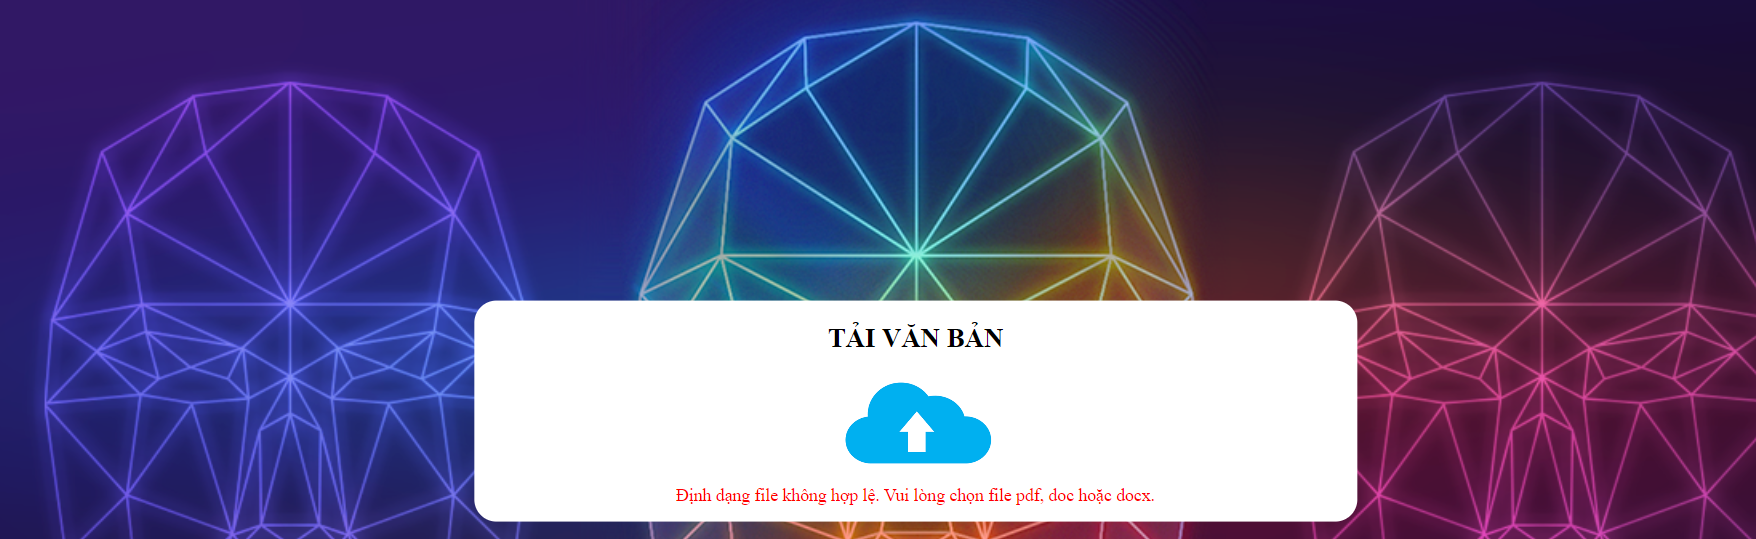 TẢI VĂN BẢN
Định dạng file không hợp lệ. Vui lòng chọn file pdf, doc hoặc docx.